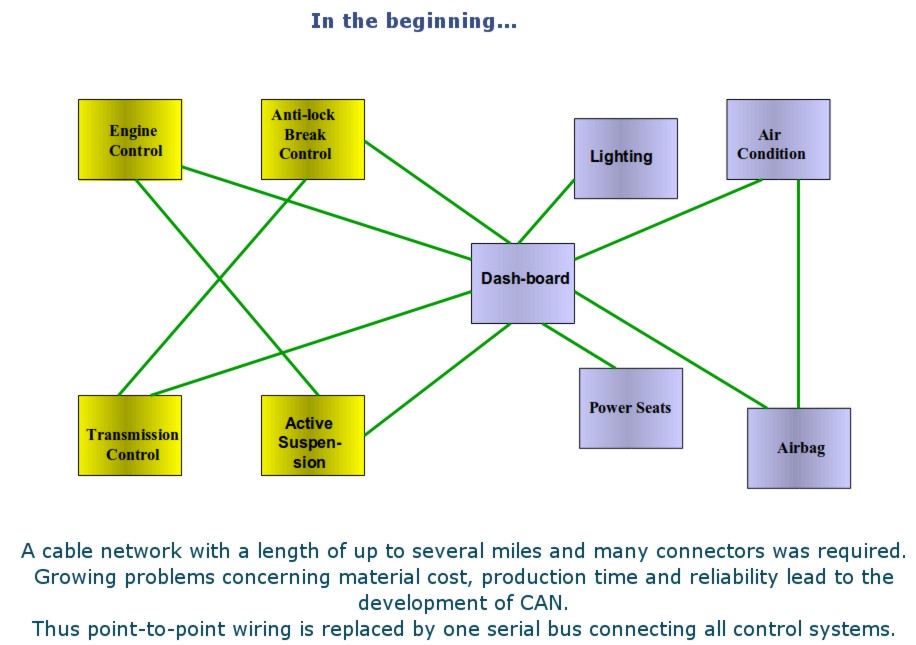 In the beginning...
Engine
Control
Anti-lock
Break
Control
Lighting
Air
Condition
Dash-board
Transmission
Control
Active
Suspen-
sion
Power Seats
Airbag
A cable network with a length of up to several miles and many connectors was required.
Growing problems concerning material cost, production time and reliability lead to the
development of CAN.
Thus point-to-point wiring is replaced by one serial bus connecting all control systems.